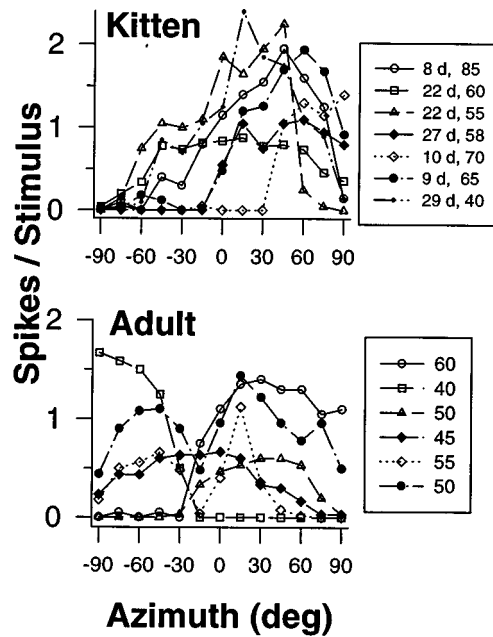 Kitten
2
1
0
-90 -60 -30 0 30 60 90
8 d, 85
22 d, 60
22 d, 55
27 d, 58
10 d, 70
9 d, 65
29 d, 40
Spikes / Stimulus
Adult
2
1
0
-90 -60 -30 0 30 60 90
60
40
50
45
55
50
Azimuth (deg)